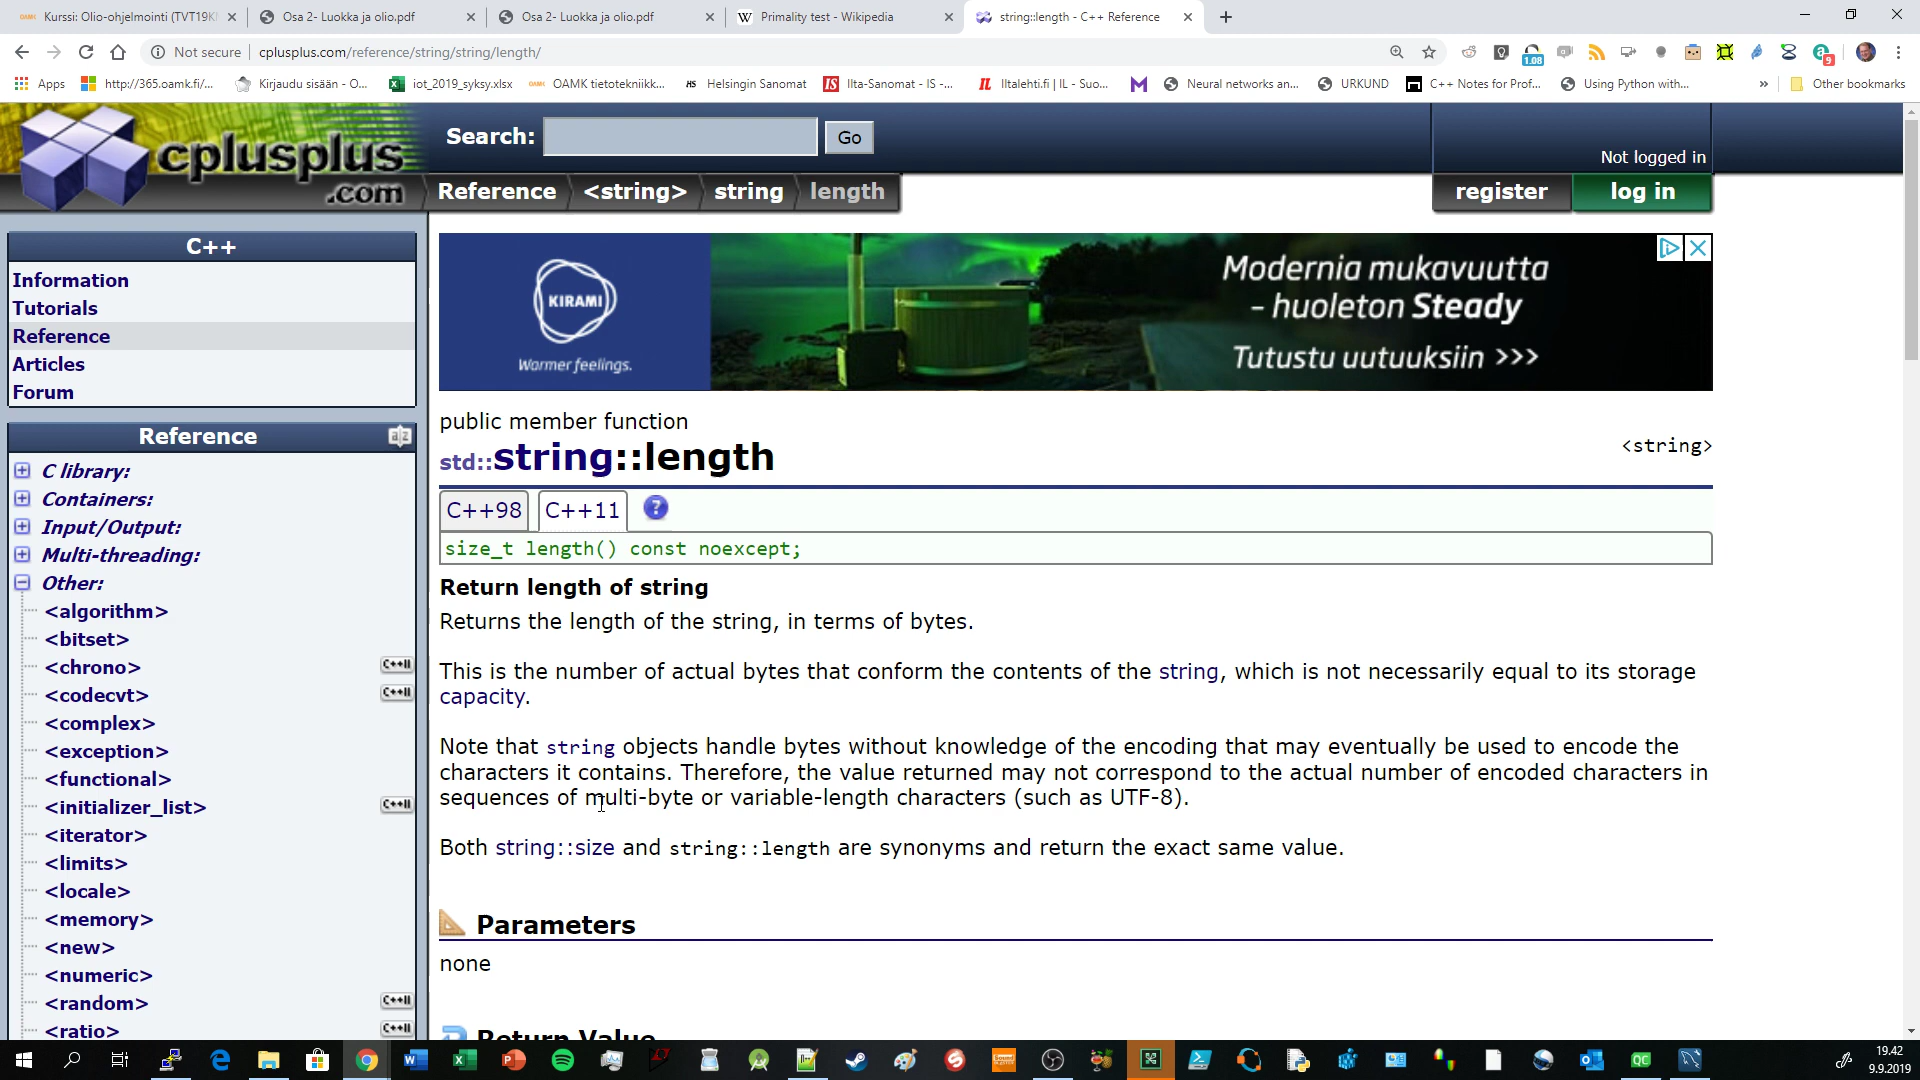 Kurssi: Olio-ohjelmointi (TVT19K
Osa 2- Luokka ja olio.pdf
Osa 2- Luokka ja olio.pdf
Primality test - Wikipedia
string::length - C++ Reference
Not secure
cplusplus.com/reference/string/string/length/
1.08
9
Apps
http://365.oamk.fi/...
Kirjaudu sisään - O...
iot_2019_syksy.xlsx
OAMK tietotekniikk...
Helsingin Sanomat
Ilta-Sanomat - IS -...
Iltalehti.fi | IL - Suo...
Neural networks an...
URKUND
C++ Notes for Prof...
Using Python with...
»
Other bookmarks
cplusplus
.com
Search:
Go
Not logged in
Reference
<string>
string
length
register
log in
C++
Information
Tutorials
Reference
Articles
Forum
Reference
C library:
Containers:
Input/Output:
Multi-threading:
Other:
<algorithm>
<bitset>
<chrono>
C++11
<codecvt>
C++11
<complex>
<exception>
<functional>
<initializer_list>
C++11
<iterator>
<limits>
<locale>
<memory>
<new>
<numeric>
<random>
C++11
<ratio>
C++11
KIRAMI
Warmer feelings.
Modernia mukavuutta
- huoleton Steady
Tutustu uutuuksiin >>>
public member function
<string>
std::string::length
C++98
C++11
?
size_t length() const noexcept;
Return length of string
Returns the length of the string, in terms of bytes.
This is the number of actual bytes that conform the contents of the string, which is not necessarily equal to its storage
capacity.
Note that string objects handle bytes without knowledge of the encoding that may eventually be used to encode the
characters it contains. Therefore, the value returned may not correspond to the actual number of encoded characters in
sequences of multi-byte or variable-length characters (such as UTF-8).
Both string::size and string::length are synonyms and return the exact same value.
Parameters
none
Return Value
19.42
9.9.2019